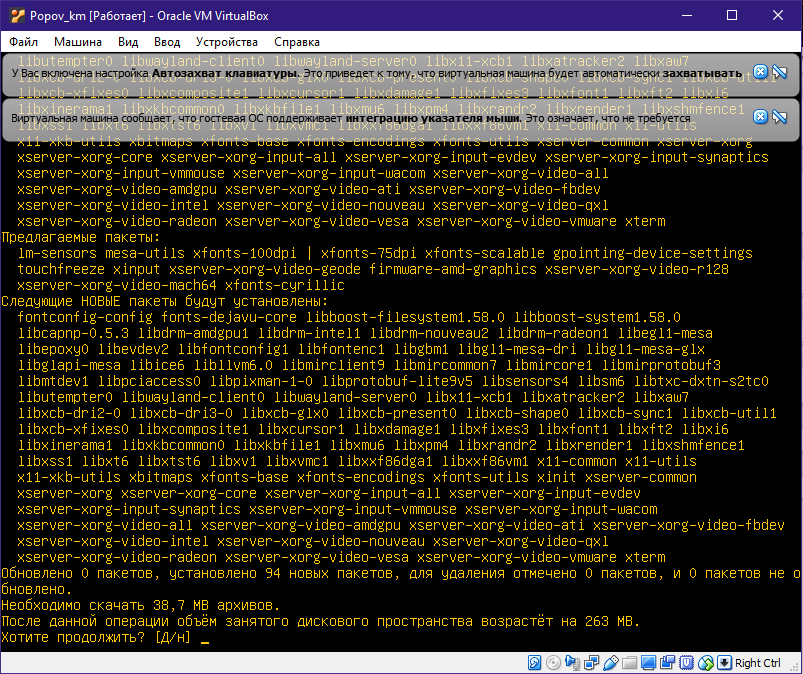 Popov_km [Работает] - Oracle VM VirtualBox
Файл Машина Вид Ввод Устройства Справка
libutempter0 libwayland-client0 libwayland-server0 libx11-xcb1 libxatracker2 libxaw7
У Вас включена настройка Автозахват клавиатуры. Это приведет к тому, что виртуальная машина будет автоматически захватывать
libxcb-xfixes0 libxcomposite1 libxcursor1 libxdamage1 libxfixes3 libxfont1 libxft2 libxi6
libxinerama1 libxkbcommon0 libxkbfile1 libxmu6 libxpm4 libxrandr2 libxrender1 libxshmfence1
Виртуальная машина сообщает, что гостевая ОС поддерживает интеграцию указателя мыши. Это означает, что не требуется
libxss1 libxt6 libxtst6 libxv1 libxvmc1 libxxf86dga1 libxxf86vm1 x11-common x11-utils
x11-xkb-utils xbitmaps xfonts-base xfonts-encodings xfonts-utils xserver-common xserver-xorg
xserver-xorg-core xserver-xorg-input-all xserver-xorg-input-evdev xserver-xorg-input-synaptics
xserver-xorg-input-vmmouse xserver-xorg-input-wacom xserver-xorg-video-all
xserver-xorg-video-amdgpu xserver-xorg-video-ati xserver-xorg-video-fbdev
xserver-xorg-video-intel xserver-xorg-video-nouveau xserver-xorg-video-qxl
xserver-xorg-video-radeon xserver-xorg-video-vesa xserver-xorg-video-vmware xterm
Предлагаемые пакеты:
lm-sensors mesa-utils xfonts-100dpi | xfonts-75dpi xfonts-scalable gpointing-device-settings
touchfreeze xinput xserver-xorg-video-geode firmware-amd-graphics xserver-xorg-video-r128
xserver-xorg-video-mach64 xfonts-cyrillic
Следующие НОВЫЕ пакеты будут установлены:
fontconfig-config fonts-dejavu-core libboost-filesystem1.58.0 libboost-system1.58.0
libcapnp-0.5.3 libdrm-amdgpu1 libdrm-intel1 libdrm-nouveau2 libdrm-radeon1 libegl1-mesa
libepoxy0 libevdev2 libfontconfig1 libfontenc1 libgbm1 libgl1-mesa-dri libgl1-mesa-glx
libglapi-mesa libice6 libllvm6.0 libmirclient9 libmircommon7 libmircore1 libmirprotobuf3
libmtdev1 libpciaccess0 libpixman-1-0 libprotobuf-lite9v5 libsensors4 libsm6 libtxc-dxtn-s2tc0
libutempter0 libwayland-client0 libwayland-server0 libx11-xcb1 libxatracker2 libxaw7
libxcb-dri2-0 libxcb-dri3-0 libxcb-glx0 libxcb-present0 libxcb-shape0 libxcb-sync1 libxcb-util1
libxcb-xfixes0 libxcomposite1 libxcursor1 libxdamage1 libxfixes3 libxfont1 libxft2 libxi6
libxinerama1 libxkbcommon0 libxkbfile1 libxmu6 libxpm4 libxrandr2 libxrender1 libxshmfence1
libxss1 libxt6 libxtst6 libxv1 libxvmc1 libxxf86dga1 libxxf86vm1 x11-common x11-utils
x11-xkb-utils xbitmaps xfonts-base xfonts-encodings xfonts-utils xinit xserver-common
xserver-xorg xserver-xorg-core xserver-xorg-input-all xserver-xorg-input-evdev
xserver-xorg-input-synaptics xserver-xorg-input-vmmouse xserver-xorg-input-wacom
xserver-xorg-video-all xserver-xorg-video-amdgpu xserver-xorg-video-ati xserver-xorg-video-fbdev
xserver-xorg-video-intel xserver-xorg-video-nouveau xserver-xorg-video-qxl
xserver-xorg-video-radeon xserver-xorg-video-vesa xserver-xorg-video-vmware xterm
Обновлено 0 пакетов, установлено 94 новых пакетов, для удаления отмечено 0 пакетов, и 0 пакетов не о
бновлено.
Необходимо скачать 38,7 MB архивов.
После данной операции объём занятого дискового пространства возрастёт на 263 MB.
Хотите продолжить? [Д/н] _
Right Ctrl